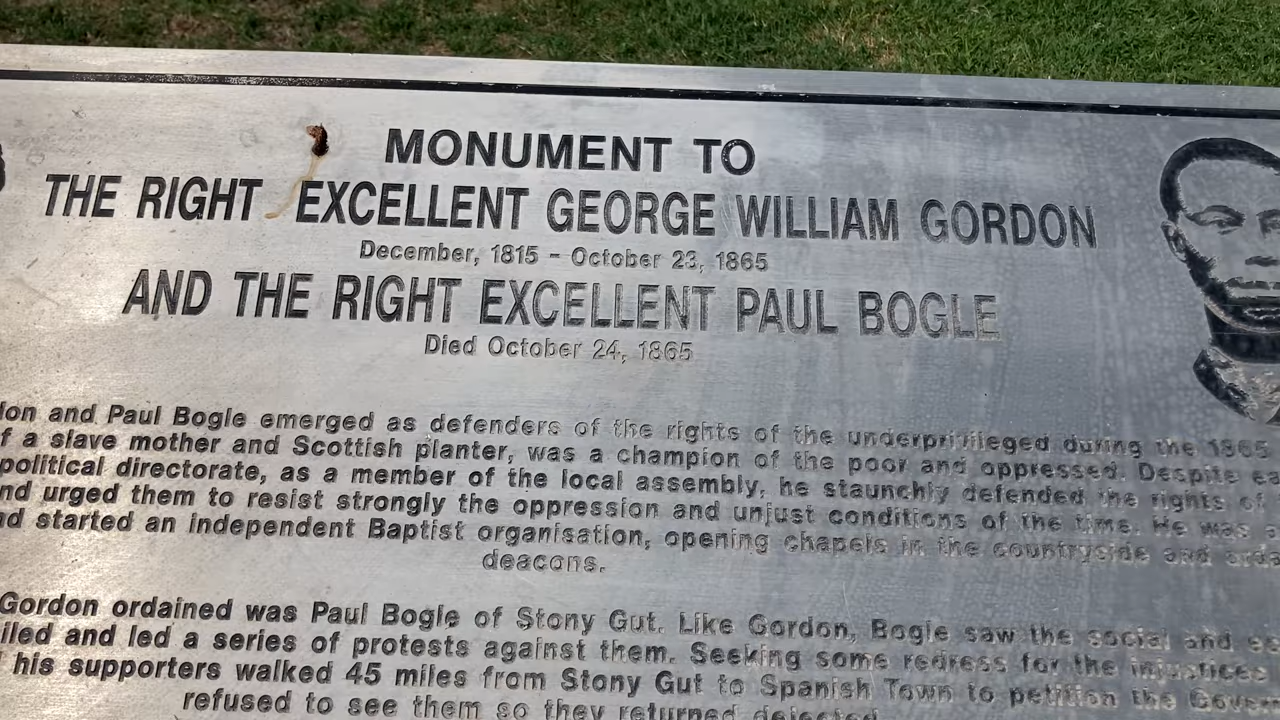 MONUMENT TO
THE RIGHT EXCELLENT GEORGE WILLIAM GORDON
December, 1815 – October 23, 1865
AND THE RIGHT EXCELLENT PAUL BOGLE
Died October 24, 1865
and Paul Bogle emerged as defenders of the rights of the underprivileged during the 1865
a slave mother and Scottish planter, was a champion of the poor and oppressed. Despite
political directorate, as a member of the local assembly, he staunchly defended the rights of
urged them to resist strongly the oppression and unjust conditions of the time. He was
started an independent Baptist organisation, opening chapels in the countryside and
deacons.
Gordon ordained was Paul Bogle of Stony Gut. Like Gordon, Bogle saw the social and
and led a series of protests against them. Seeking some redress for the injustices
his supporters walked 45 miles from Stony Gut to Spanish Town to petition the
refused to see them so they returned dejected.